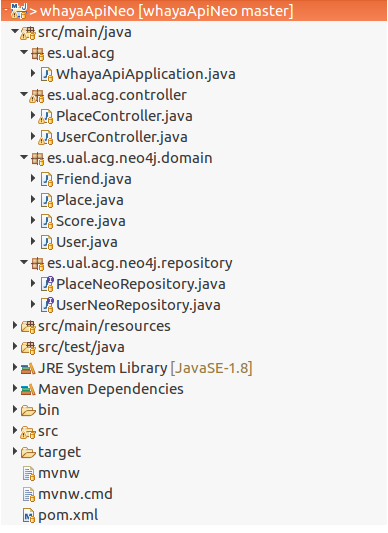 > whayaApiNeo [whayaApiNeo master]
src/main/java
es.ual.acg
WhayaApiApplication.java
es.ual.acg.controller
PlaceController.java
UserController.java
es.ual.acg.neo4j.domain
Friend.java
Place.java
Score.java
User.java
es.ual.acg.neo4j.repository
PlaceNeoRepository.java
UserNeoRepository.java
src/main/resources
src/test/java
JRE System Library [JavaSE-1.8]
Maven Dependencies
bin
src
target
mvnw
mvnw.cmd
pom.xml